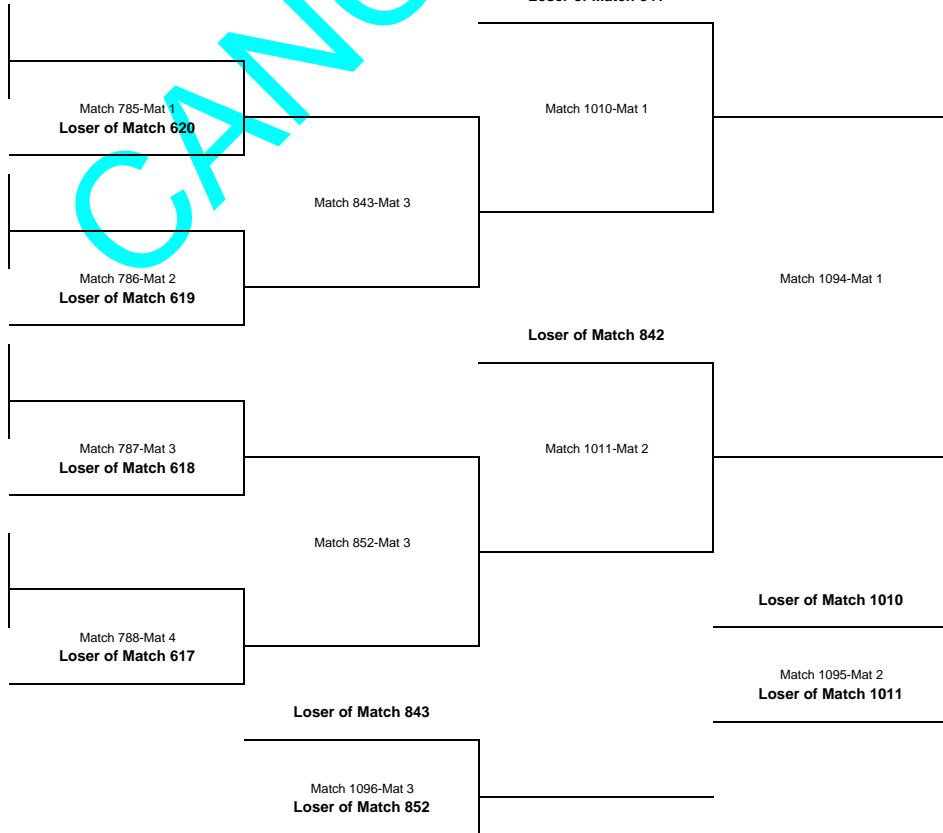 Match 785-Mat 1
Loser of Match 620
Match 1010-Mat 1
Match 843-Mat 3
Match 786-Mat 2
Loser of Match 619
Match 1094-Mat 1
Loser of Match 842
Match 787-Mat 3
Loser of Match 618
Match 1011-Mat 2
Match 852-Mat 3
Loser of Match 1010
Match 788-Mat 4
Loser of Match 617
Match 1095-Mat 2
Loser of Match 1011
Loser of Match 843
Match 1096-Mat 3
Loser of Match 852